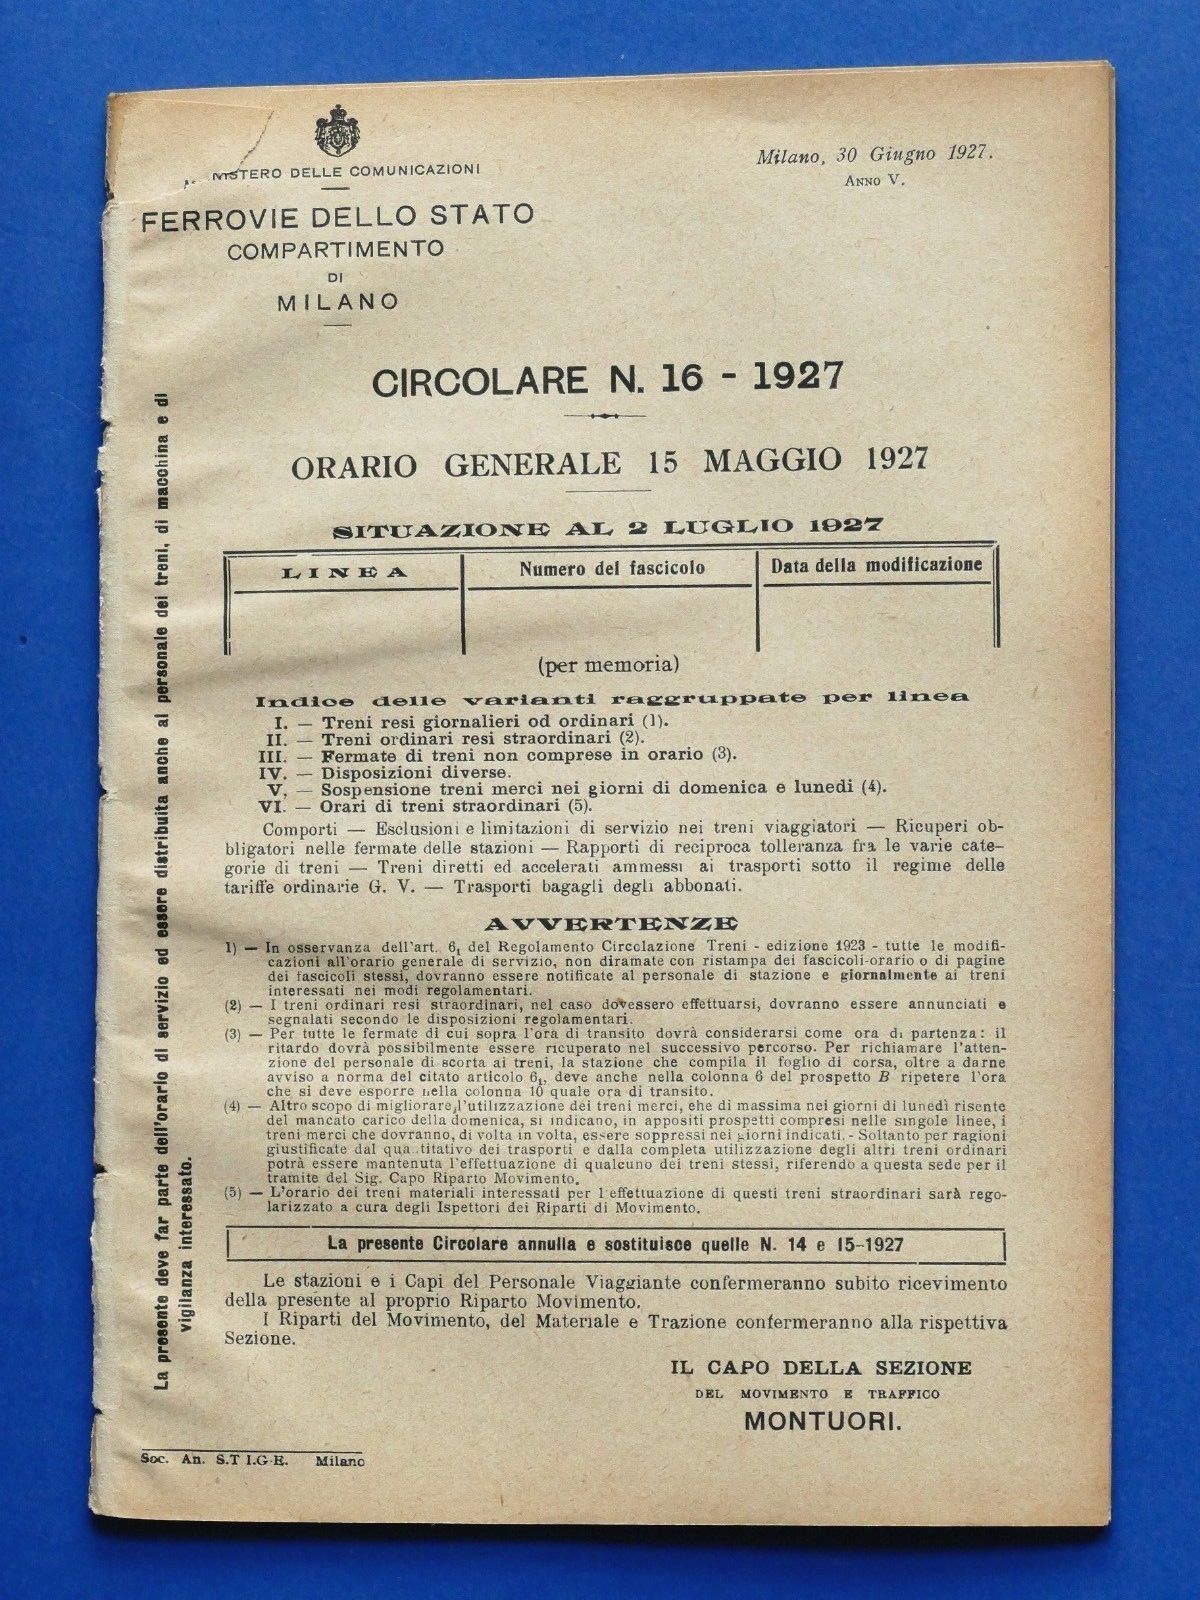 MINISTERO DELLE COMUNICAZIONI
FERROVIE DELLO STATO
COMPARTIMENTO
DI
MILANO
Milano, 30 Giugno 1927.
ANNO V.
CIRCOLARE N. 16 - 1927
ORARIO GENERALE 15 MAGGIO 1927
SITUAZIONE AL 2 LUGLIO 1927
LINEA Numero del fascicolo Data della modificazione
(per memoria)
Indice delle varianti raggruppate per linea
I. — Treni resi giornalieri od ordinari (1).
II. — Treni ordinari resi straordinari (2).
III. — Fermate di treni non comprese in orario (3).
IV. — Disposizioni diverse.
V. — Sospensione treni merci nei giorni di domenica e lunedi (4).
VI. — Orari di treni straordinari (5).
Comporti — Esclusioni e limitazioni di servizio nei treni viaggiatori — Ricuperi ob-
bligatori nelle fermate delle stazioni — Rapporti di reciproca tolleranza fra le varie cate-
gorie di treni — Treni diretti ed accelerati ammessi ai trasporti sotto il regime delle
tariffe ordinarie G. V. — Trasporti bagagli degli abbonati.
AVVERTENZE
1) — In osservanza dell'art. 6, del Regolamento Circolazione Treni - edizione 1923 - tutte le modifi-
cazioni all'orario generale di servizio, non diramate con ristampa dei fascicoli-orario o di pagine
dei fascicoli stessi, dovranno essere notificate al personale di stazione e giornalmente ai treni
interessati nei modi regolamentari.
(2) — I treni ordinari resi straordinari, nel caso dovessero effettuarsi, dovranno essere annunciati e
segnalati secondo le disposizioni regolamentari.
(3) — Per tutte le fermate di cui sopra l'ora di transito dovrà considerarsi come ora di partenza: il
ritardo dovrà possibilmente essere ricuperato nel successivo percorso. Per richiamare l'atten-
zione del personale di scorta ai treni, la stazione che compila il foglio di corsa, oltre a darne
avviso a norma del citato articolo 6, deve anche nella colonna 6 del prospetto B ripetere l'ora
che si deve esporre nella colonna 10 quale ora di transito.
(4) — Altro scopo di migliorare l'utilizzazione dei treni merci, ehe di massima nei giorni di lunedì risente
del mancato carico della domenica, si indicano, in appositi prospetti compresi nelle singole linee, i
treni merci che dovranno, di volta in volta, essere soppressi nei giorni indicati. - Soltanto per ragioni
giustificate dal quantitativo dei trasporti e dalla completa utilizzazione degli altri treni ordinari
potrà essere mantenuta l'effettuazione di qualcuno dei treni stessi, riferendo a questa sede per il
tramite del Sig. Capo Riparto Movimento.
(5) — L'orario dei treni materiali interessati per l'effettuazione di questi treni straordinari sarà rego-
larizzato a cura degli Ispettori dei Riparti di Movimento.
La presente Circolare annulla e sostituisce quelle N. 14 e 15-1927
Le stazioni e i Capi del Personale Viaggiante confermeranno subito ricevimento
della presente al proprio Riparto Movimento.
I Riparti del Movimento, del Materiale e Trazione confermeranno alla rispettiva
Sezione.
IL CAPO DELLA SEZIONE
DEL MOVIMENTO E TRAFFICO
MONTUORI.
Soc. An. S.T I.G E. Milano
La presente deve far parte dell'orario di servizio ed essere distribuita anche al personale dei treni, di macchina e di
vigilanza interessato.